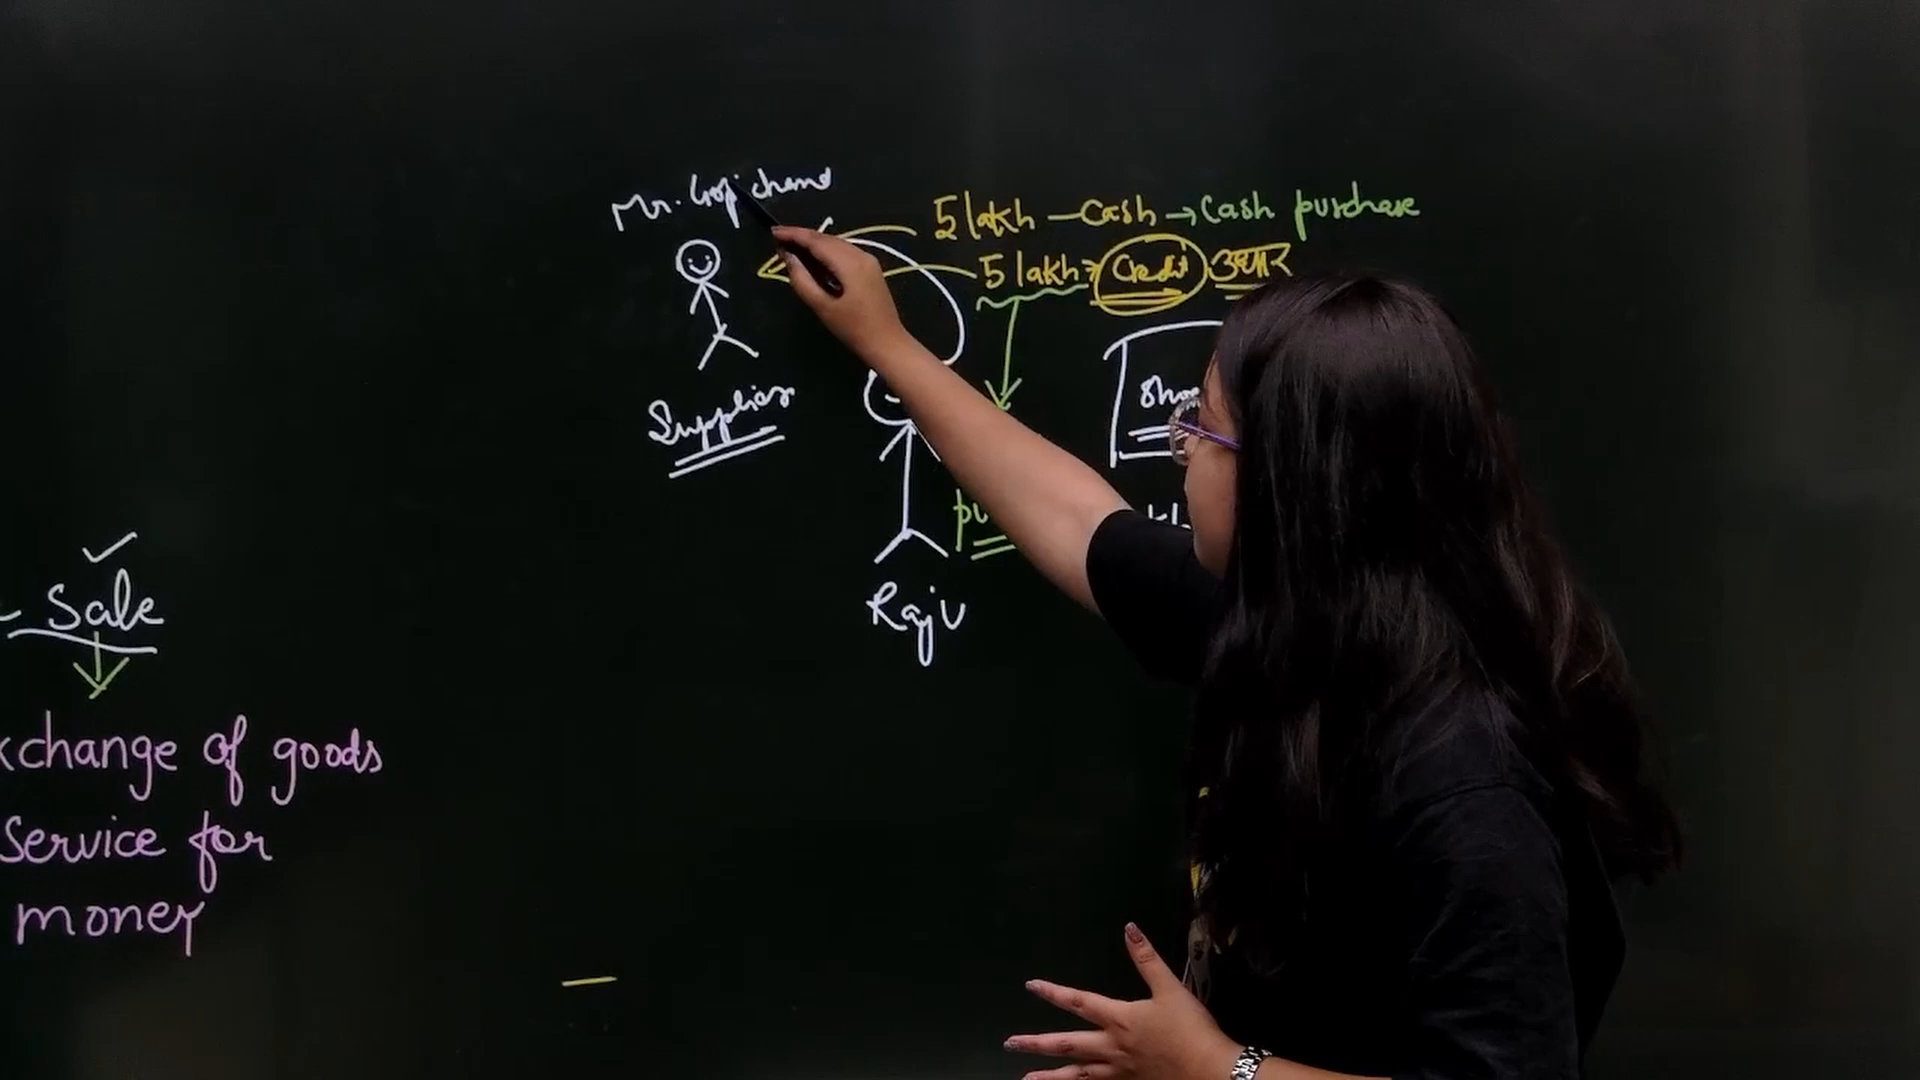 Mr. Gopichand
5 lakh — Cash → Cash purchase
5 lakh → Credit उधार
Supplier
Raju
Sale
change of goods
Service for
money